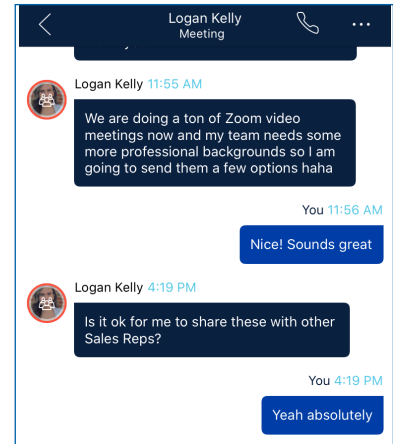 Logan Kelly
Meeting
Logan Kelly 11:55 AM
We are doing a ton of Zoom video
meetings now and my team needs some
more professional backgrounds so I am
going to send them a few options haha
You 11:56 AM
Nice! Sounds great
Logan Kelly 4:19 PM
Is it ok for me to share these with other
Sales Reps?
You 4:19 PM
Yeah absolutely